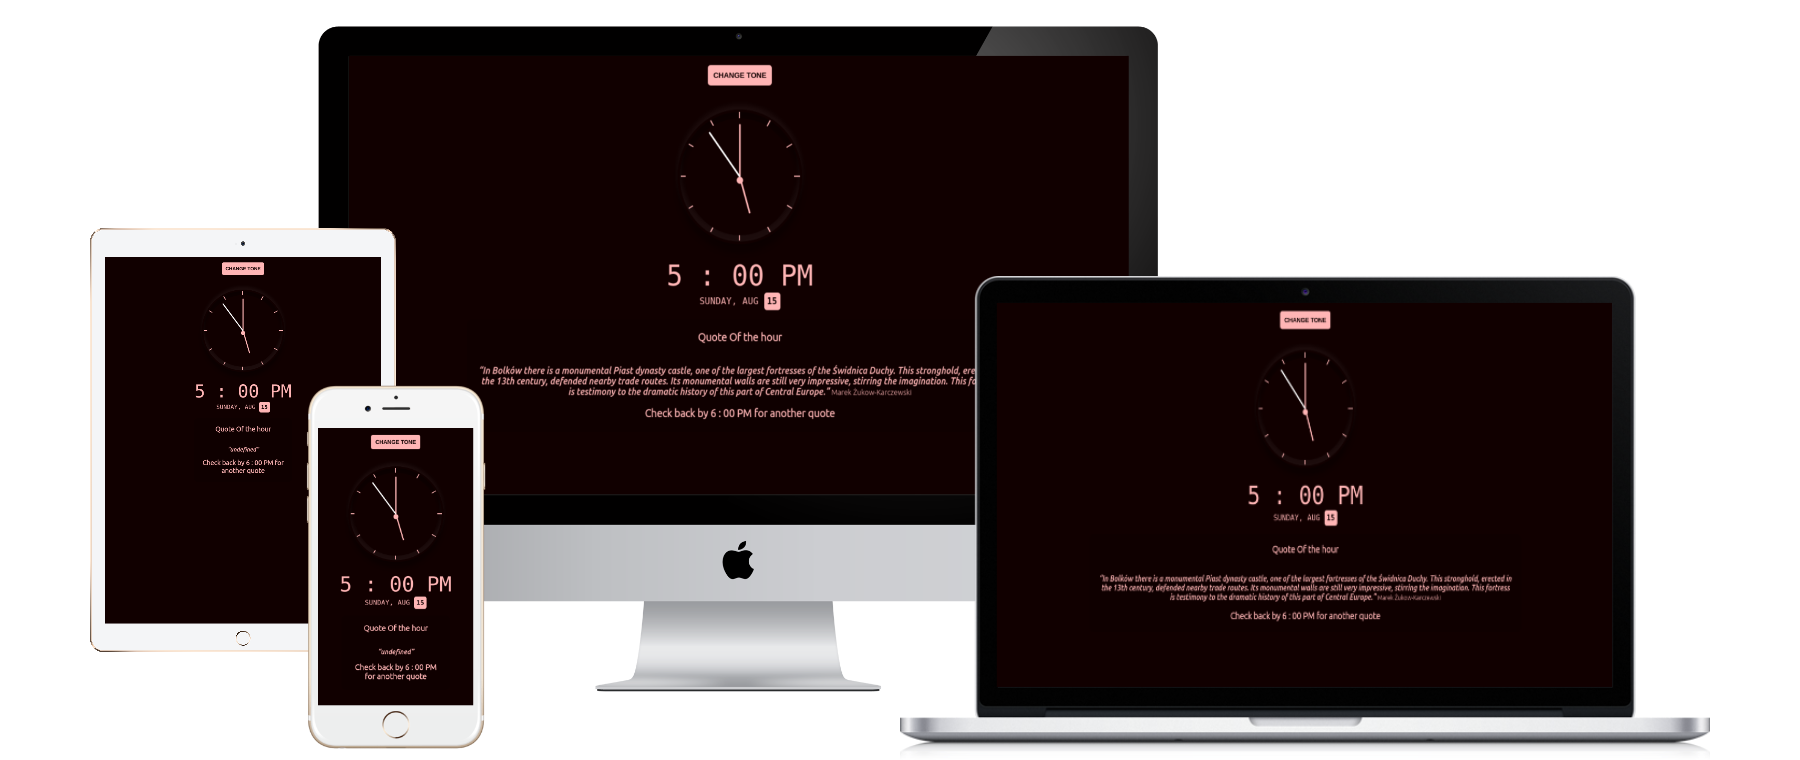 CHANGE TONE
5 : 00 PM
SUNDAY, AUG 15
Quote Of the hour
"In Bolków there is a monumental Piast dynasty castle, one of the largest fortresses of the Świdnica Duchy. This stronghold, ere
the 13th century, defended nearby trade routes. Its monumental walls are still very impressive, stirring the imagination. This fo
is testimony to the dramatic history of this part of Central Europe." Marek Żukow-Karczewski
Check back by 6 : 00 PM for another quote
CHANGE TONE
5 : 00 PM
SUNDAY, AUG 15
Quote Of the hour
"undefined"
Check back by 6 : 00 PM for
another quote
CHANGE TONE
5 : 00 PM
SUNDAY, AUG 15
Quote Of the hour
"undefined"
Check back by 6 : 00 PM
for another quote
CHANGE TONE
5 : 00 PM
SUNDAY, AUG 15
Quote Of the hour
"In Bolków there is a monumental Piast dynasty castle, one of the largest fortresses of the Świdnica Duchy. This stronghold, erected in
the 13th century, defended nearby trade routes. Its monumental walls are still very impressive, stirring the imagination. This fortress
is testimony to the dramatic history of this part of Central Europe." Marek Żukow-Karczewski
Check back by 6 : 00 PM for another quote